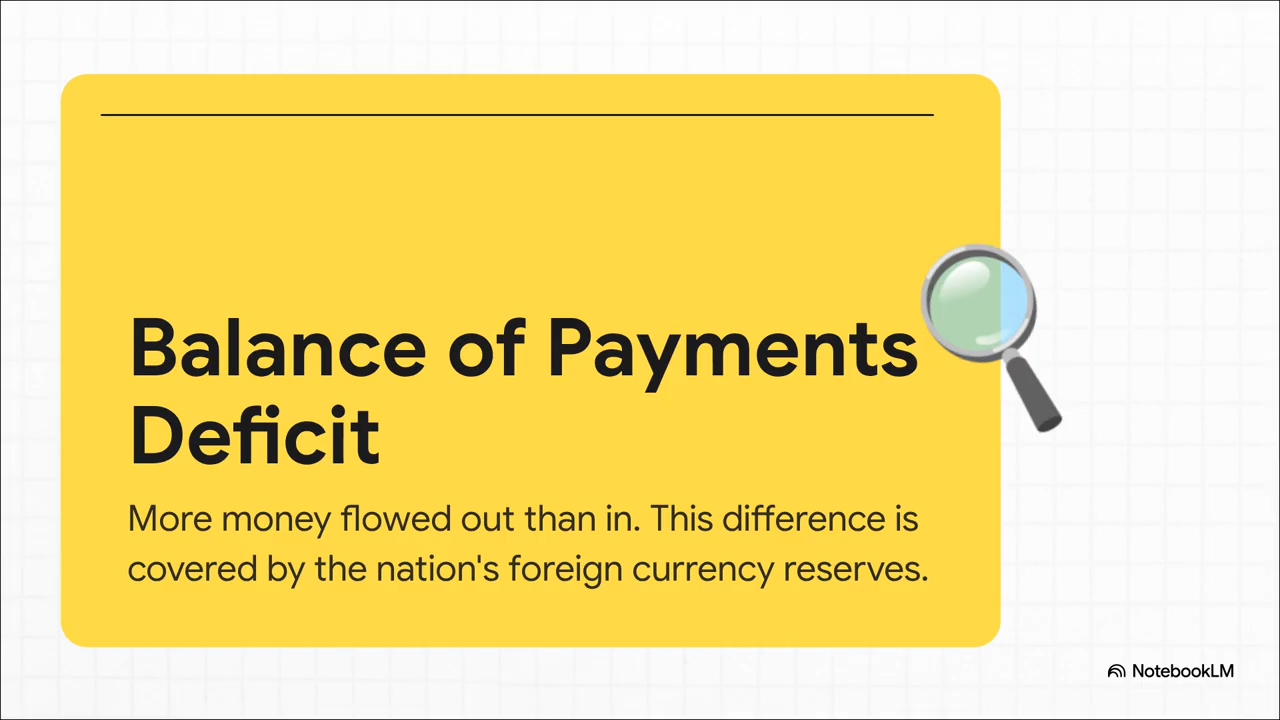 Balance of Payments
Deficit
More money flowed out than in. This difference is
covered by the nation's foreign currency reserves.
NotebookLM